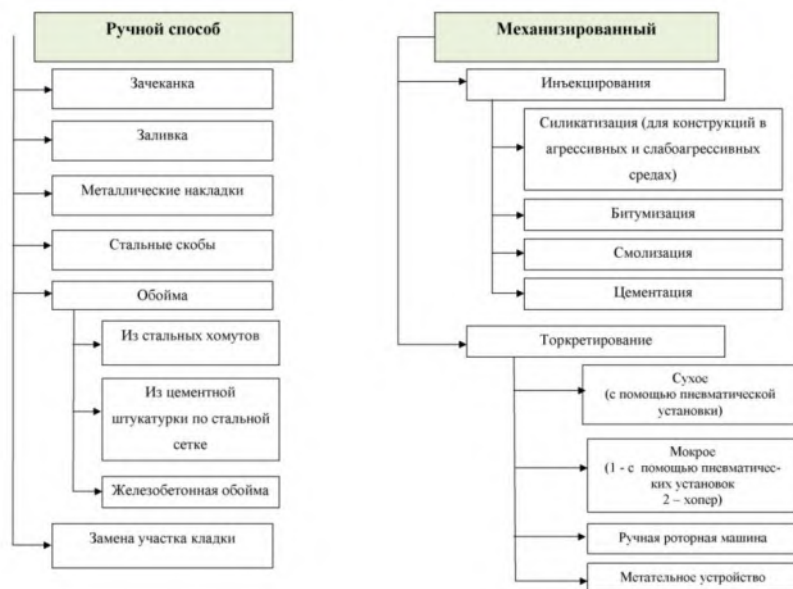 Ручной способ
Зачеканка
Заливка
Металлические накладки
Стальные скобы
Обойма
Из стальных хомутов
Из цементной
штукатурки по стальной
сетке
Железобетонная обойма
Замена участка кладки
Механизированный
Инъекцирования
Силикатизация (для конструкций в
агрессивных и слабоагрессивных
средах)
Битумизация
Смолизация
Цементация
Торкретирование
Сухое
(с помощью пневматической
установки)
Мокрое
(1 - с помощью пневматичес-
ких установок
2 – хопер)
Ручная роторная машина
Метательное устройство